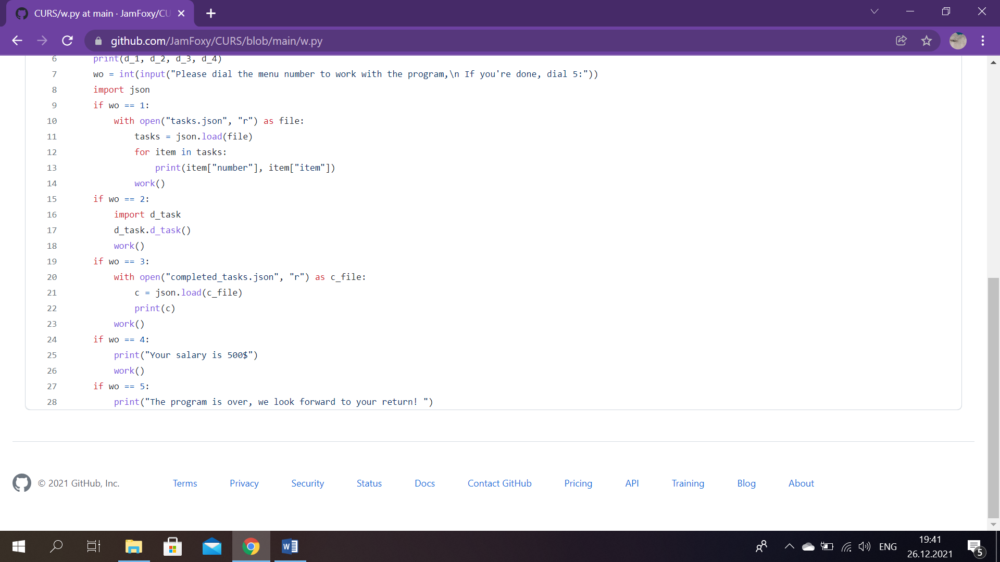 CURS/w.py at main · JamFoxy/CU
github.com/JamFoxy/CURS/blob/main/w.py
6 print(d_1, d_2, d_3, d_4)
7 wo = int(input("Please dial the menu number to work with the program,\n If you're done, dial 5:"))
8 import json
9 if wo == 1:
10 with open("tasks.json", "r") as file:
11 tasks = json.load(file)
12 for item in tasks:
13 print(item["number"], item["item"])
14 work()
15 if wo == 2:
16 import d_task
17 d_task.d_task()
18 work()
19 if wo == 3:
20 with open("completed_tasks.json", "r") as c_file:
21 c = json.load(c_file)
22 print(c)
23 work()
24 if wo == 4:
25 print("Your salary is 500$")
26 work()
27 if wo == 5:
28 print("The program is over, we look forward to your return! ")
© 2021 GitHub, Inc. Terms Privacy Security Status Docs Contact GitHub Pricing API Training Blog About
W ENG 19:41 5
26.12.2021